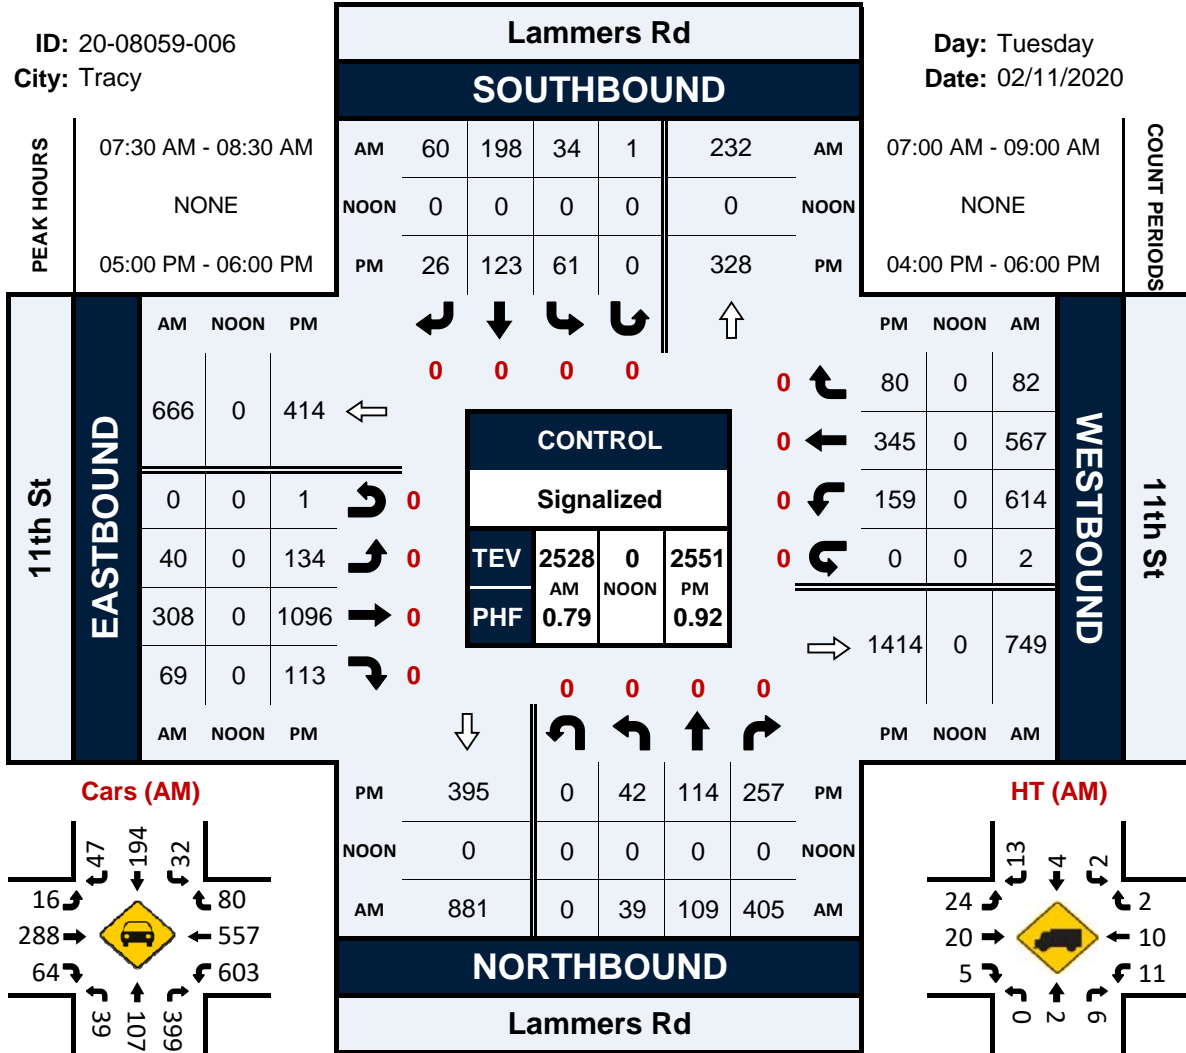 ID: 20-08059-006
City: Tracy
Lammers Rd
SOUTHBOUND
Day: Tuesday
Date: 02/11/2020
PEAK HOURS
07:30 AM - 08:30 AM
NONE
05:00 PM - 06:00 PM
AM 60 198 34 1 232 AM
NOON 0 0 0 0 0 NOON
PM 26 123 61 0 328 PM
07:00 AM - 09:00 AM
NONE
04:00 PM - 06:00 PM
COUNT PERIODS
0 0 0 0
11th St
EASTBOUND
AM NOON PM
666 0 414
0 0 1 0
40 0 134 0
308 0 1096 0
69 0 113 0
AM NOON PM
CONTROL
Signalized
TEV 2528 0 2551
AM NOON PM
PHF 0.79 0.92
PM NOON AM
0 80 0 82
0 345 0 567
0 159 0 614
0 0 0 2
1414 0 749
PM NOON AM
WESTBOUND
11th St
0 0 0 0
PM 395 0 42 114 257 PM
NOON 0 0 0 0 0 NOON
AM 881 0 39 109 405 AM
NORTHBOUND
Lammers Rd
Cars (AM)
47 194 32
16 80
288 557
64 603
39 107 399
HT (AM)
13 4 2
24 2
20 10
5 11
0 2 6